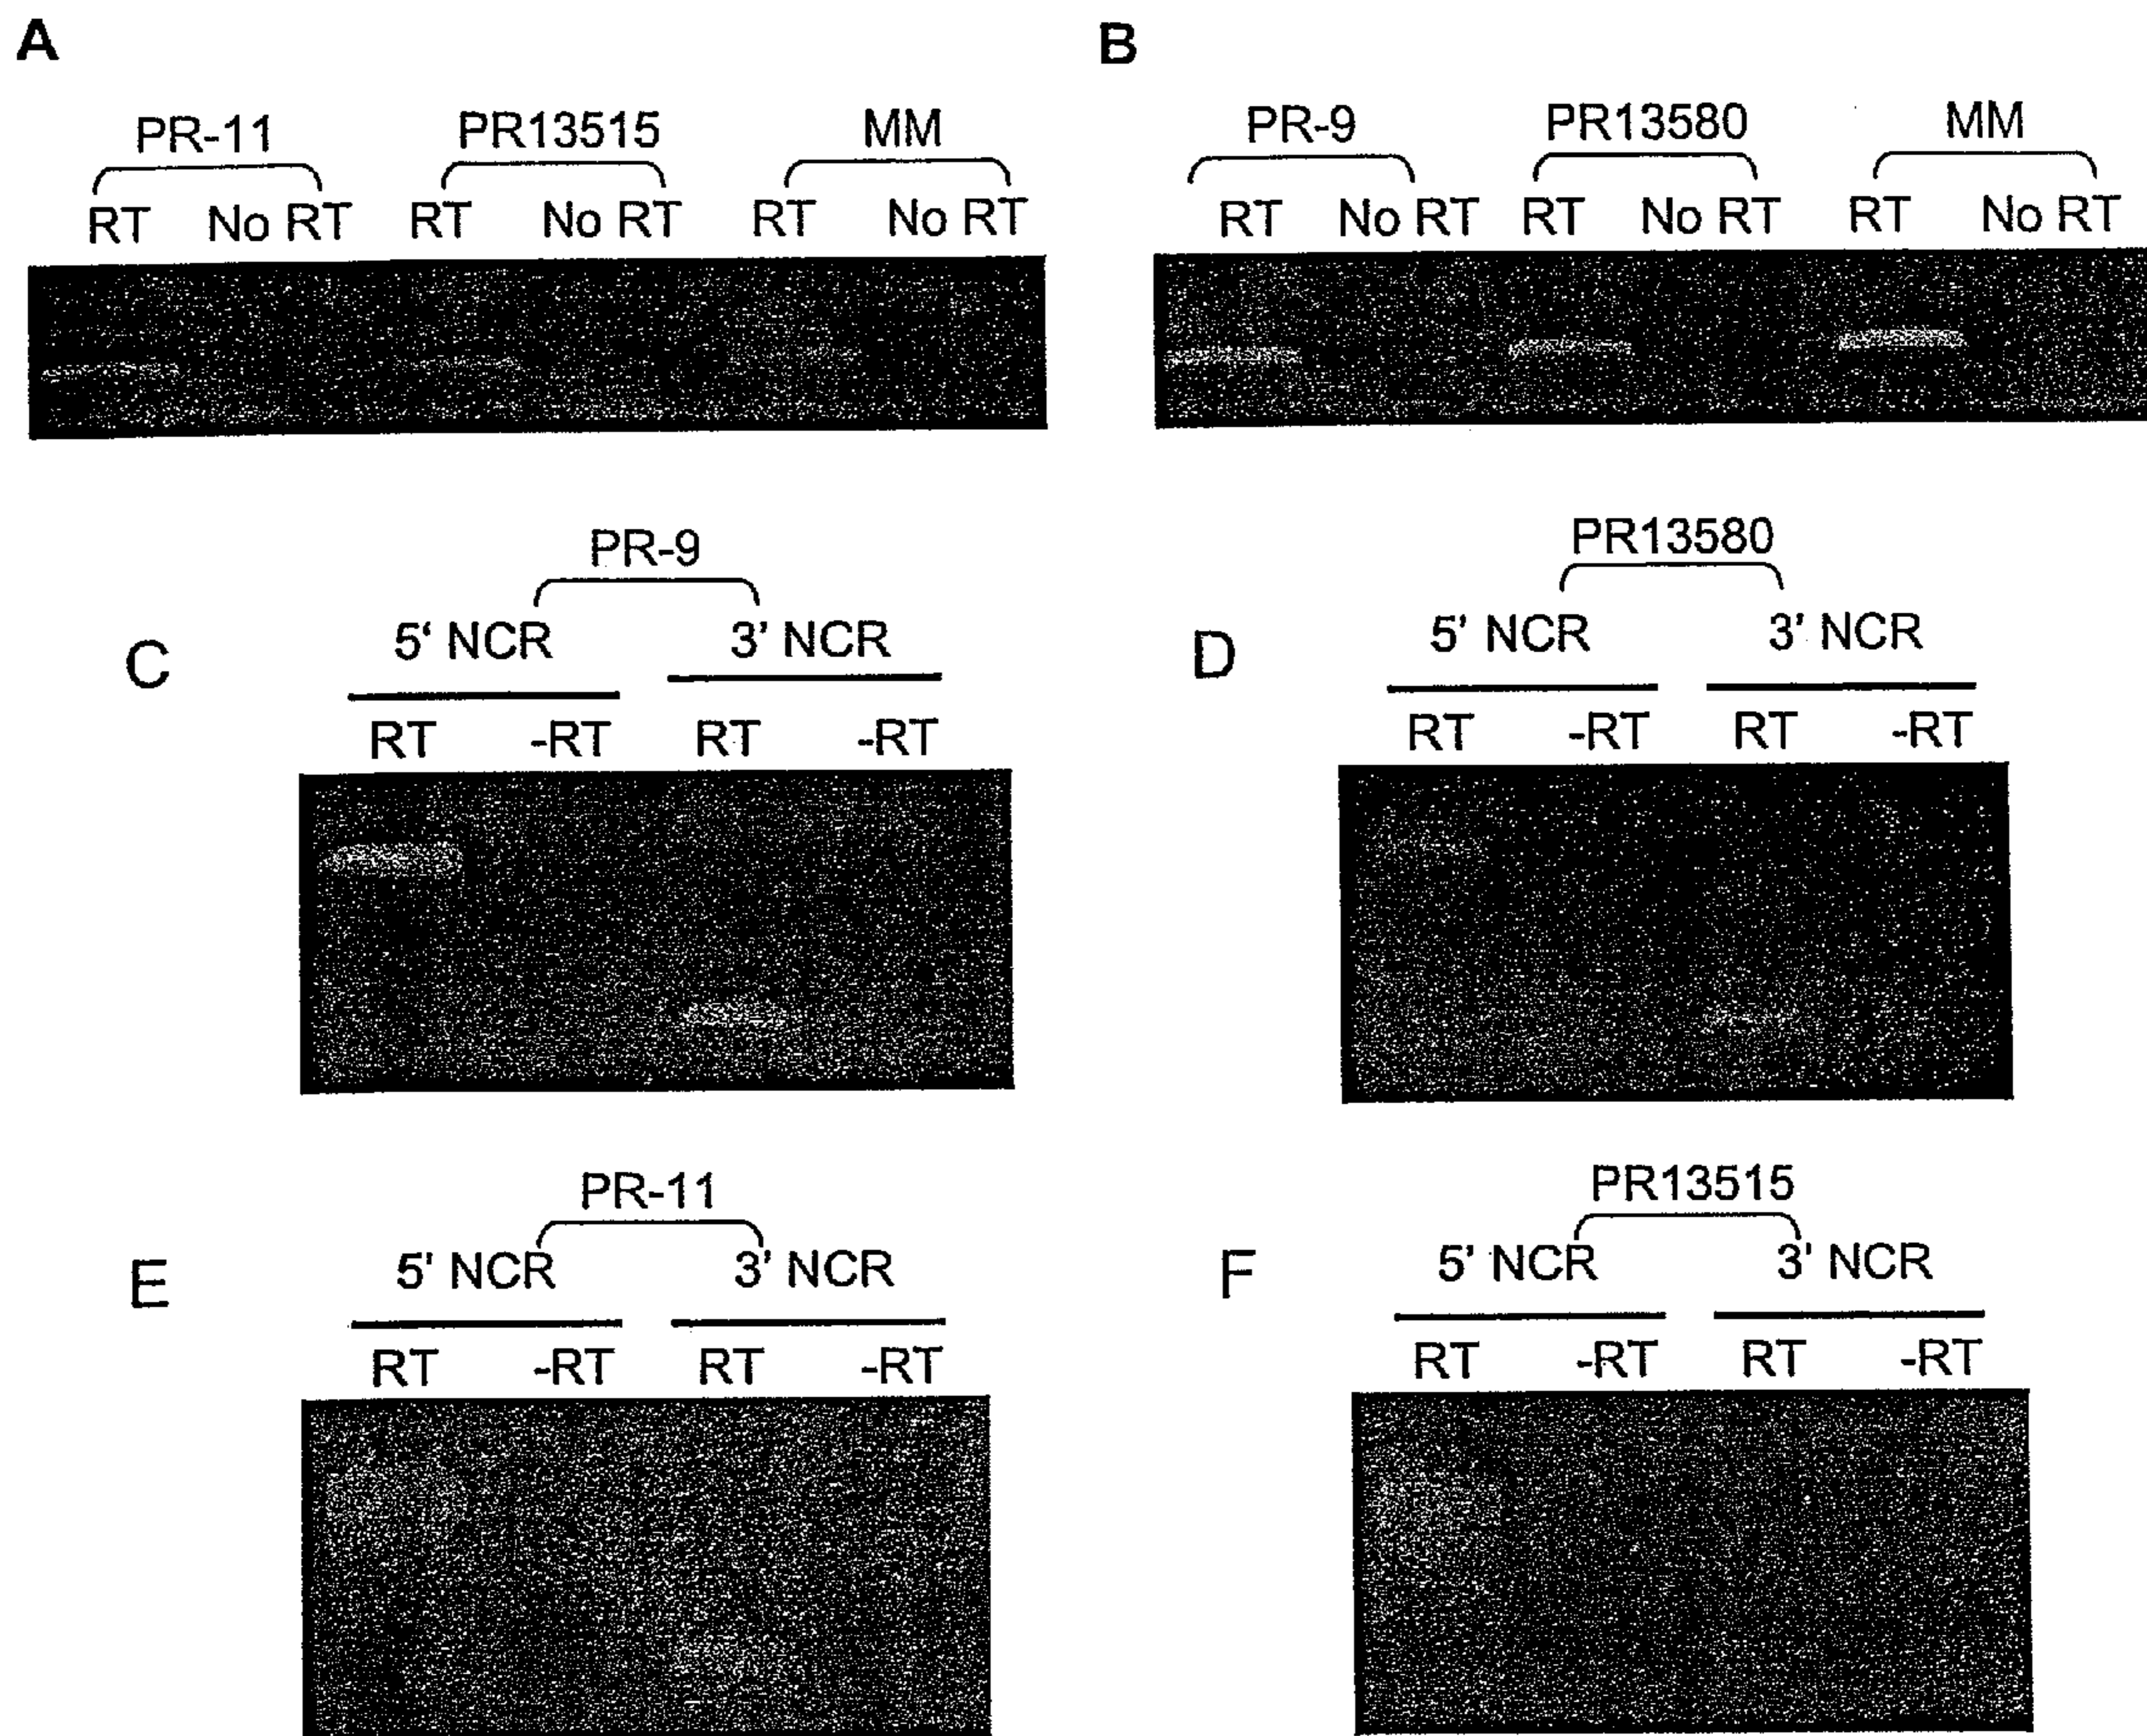 A
B
PR-11 PR13515 MM
RT No RT RT No RT RT No RT
PR-9 PR13580 MM
RT No RT RT No RT RT No RT
C
PR-9
5‘ NCR 3' NCR
RT -RT RT -RT
D
PR13580
5' NCR 3' NCR
RT -RT RT -RT
E
PR-11
5' NCR 3' NCR
RT -RT RT -RT
F
PR13515
5' NCR 3' NCR
RT -RT RT -RT